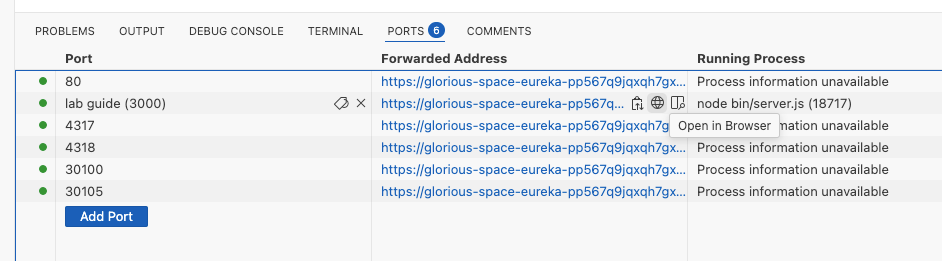 PROBLEMS OUTPUT DEBUG CONSOLE TERMINAL PORTS 6 COMMENTS
Port Forwarded Address Running Process
80 https://glorious-space-eureka-pp567q9jqxqh7gx... Process information unavailable
lab guide (3000) https://glorious-space-eureka-pp567q... node bin/server.js (18717)
4317 https://glorious-space-eureka-pp567q9jqxqh7g information unavailable
Open in Browser
4318 https://glorious-space-eureka-pp567q9jqxqh7gx... Process information unavailable
30100 https://glorious-space-eureka-pp567q9jqxqh7gx... Process information unavailable
30105 https://glorious-space-eureka-pp567q9jqxqh7gx... Process information unavailable
Add Port